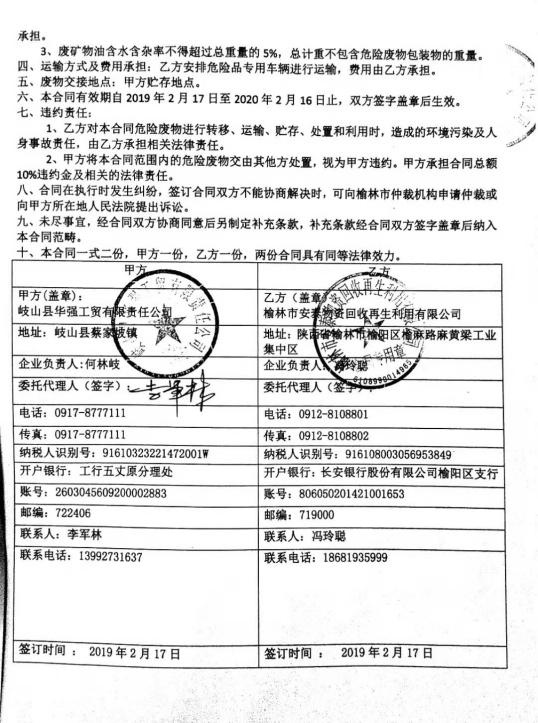 承担。
3、废矿物油含水含杂率不得超过总重量的 5%，总计重不包含危险废物包装物的重量。
四、运输方式及费用承担：乙方安排危险品专用车辆进行运输，费用由乙方承担。
五、废物交接地点：甲方贮存地点。
六、本合同有效期自 2019 年 2 月 17 日至 2020 年 2 月 16 日止，双方签字盖章后生效。
七、违约责任：
1、乙方对本合同危险废物进行转移、运输、贮存、处置和利用时，造成的环境污染及人
身事故责任，由乙方承担相关法律责任。
2、甲方将本合同范围内的危险废物交由其他方处置，视为甲方违约。甲方承担合同总额
10%违约金及相关的法律责任。
八、合同在执行时发生纠纷，签订合同双方不能协商解决时，可向榆林市仲裁机构申请仲裁或
向甲方所在地人民法院提出诉讼。
九、未尽事宜，经合同双方协商同意后另制定补充条款，补充条款经合同双方签字盖章后纳入
本合同范畴。
十、本合同一式二份，甲方一份，乙方一份，两份合同具有同等法律效力。
甲方
甲方(盖章)：
岐山县华强工贸有限责任公司
地址：岐山县蔡家坡镇
企业负责人:何林岐
委托代理人（签字）
电话：0917-8777111
传真：0917-8777111
纳税人识别号：91610323221472001W
开户银行：工行五丈原分理处
账号：2603045609200002883
邮编：722406
联系人：李军林
联系电话：13992731637
签订时间：2019 年 2 月 17 日
乙方
乙方（盖章）
榆林市安泰物资回收再生利用有限公司
地址：陕西省榆林市榆阳区榆麻路麻黄梁工业
集中区
企业负责人：冯玲聪
委托代理人（签字）
电话：0912-8108801
传真：0912-8108802
纳税人识别号：916108003056953849
开户银行：长安银行股份有限公司榆阳区支行
账号：806050201421001653
邮编：719000
联系人：冯玲聪
联系电话：18681935999
签订时间：2019 年 2 月 17 日